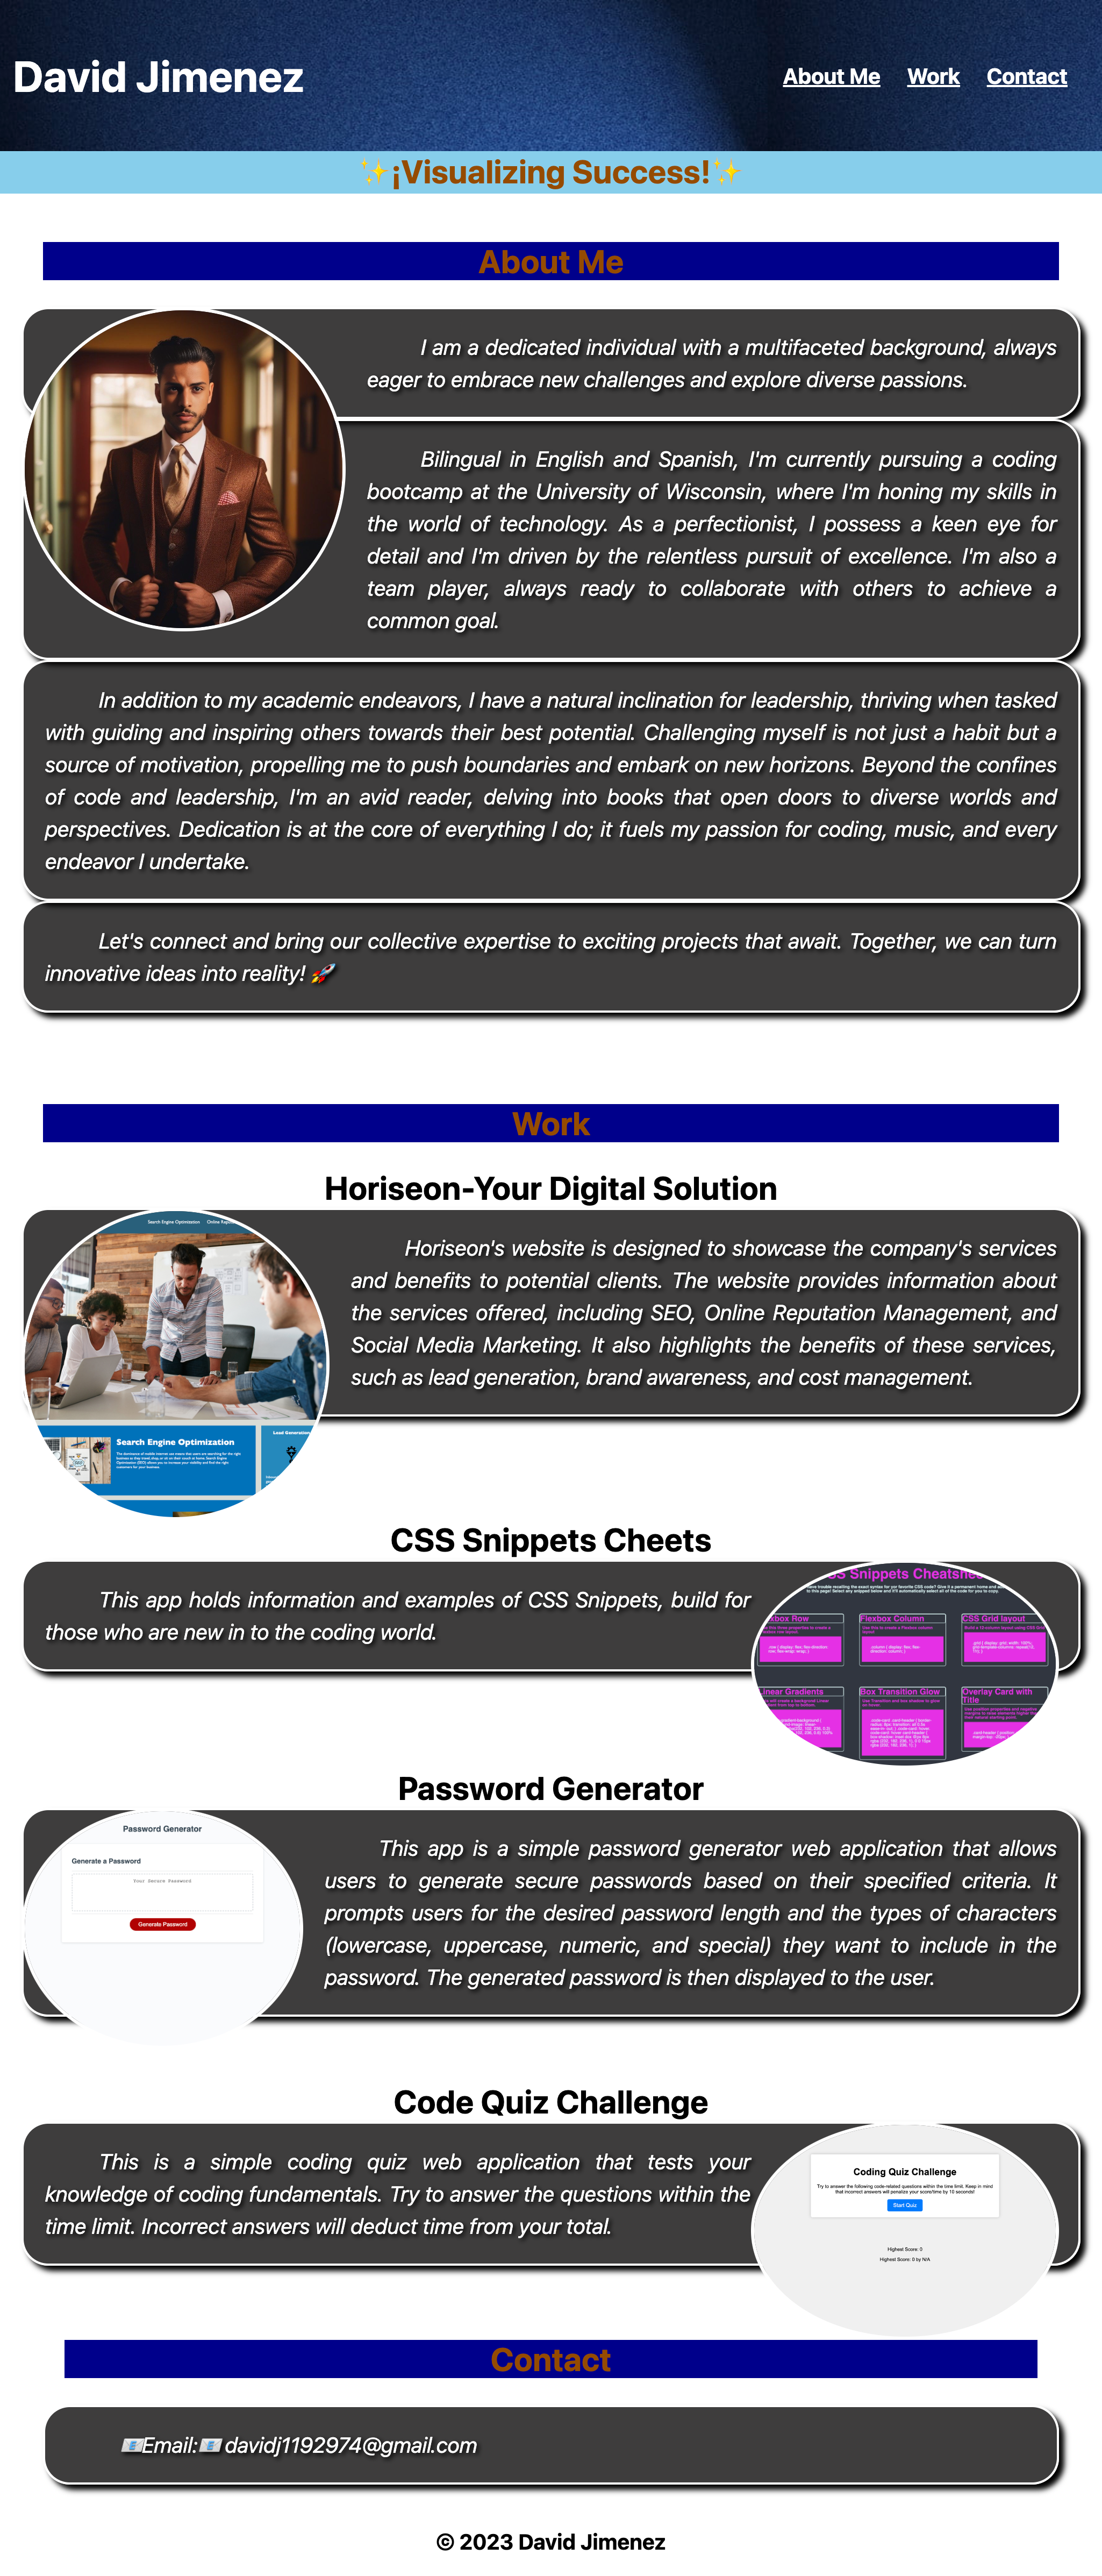 David Jimenez
About Me Work Contact
✨¡Visualizing Success!✨
About Me
I am a dedicated individual with a multifaceted background, always
eager to embrace new challenges and explore diverse passions.
Bilingual in English and Spanish, I'm currently pursuing a coding
bootcamp at the University of Wisconsin, where I'm honing my skills in
the world of technology. As a perfectionist, I possess a keen eye for
detail and I'm driven by the relentless pursuit of excellence. I'm also a
team player, always ready to collaborate with others to achieve a
common goal.
In addition to my academic endeavors, I have a natural inclination for leadership, thriving when tasked
with guiding and inspiring others towards their best potential. Challenging myself is not just a habit but a
source of motivation, propelling me to push boundaries and embark on new horizons. Beyond the confines
of code and leadership, I'm an avid reader, delving into books that open doors to diverse worlds and
perspectives. Dedication is at the core of everything I do; it fuels my passion for coding, music, and every
endeavor I undertake.
Let's connect and bring our collective expertise to exciting projects that await. Together, we can turn
innovative ideas into reality! 🚀
Work
Horiseon-Your Digital Solution
Search Engine Optimization Online
Search Engine Optimization
Lead Generation
Horiseon's website is designed to showcase the company's services
and benefits to potential clients. The website provides information about
the services offered, including SEO, Online Reputation Management, and
Social Media Marketing. It also highlights the benefits of these services,
such as lead generation, brand awareness, and cost management.
CSS Snippets Cheets
This app holds information and examples of CSS Snippets, build for
those who are new in to the coding world.
Snippets
Row
Flexbox Column
CSS Grid layout
Gradients
Box Transition Glow
Overlay Card with
Title
Password Generator
Password Generator
Generate a Password
Your Secure Password
Generate Password
This app is a simple password generator web application that allows
users to generate secure passwords based on their specified criteria. It
prompts users for the desired password length and the types of characters
(lowercase, uppercase, numeric, and special) they want to include in the
password. The generated password is then displayed to the user.
Code Quiz Challenge
This is a simple coding quiz web application that tests your
knowledge of coding fundamentals. Try to answer the questions within the
time limit. Incorrect answers will deduct time from your total.
Coding Quiz Challenge
Try to answer the following code-related questions within the time limit. Keep in mind
that incorrect answers will penalize your score/time by 10 seconds!
Start Quiz
Highest Score: 0
Highest Score: 0 by N/A
Contact
📧Email:📧 davidj1192974@gmail.com
© 2023 David Jimenez